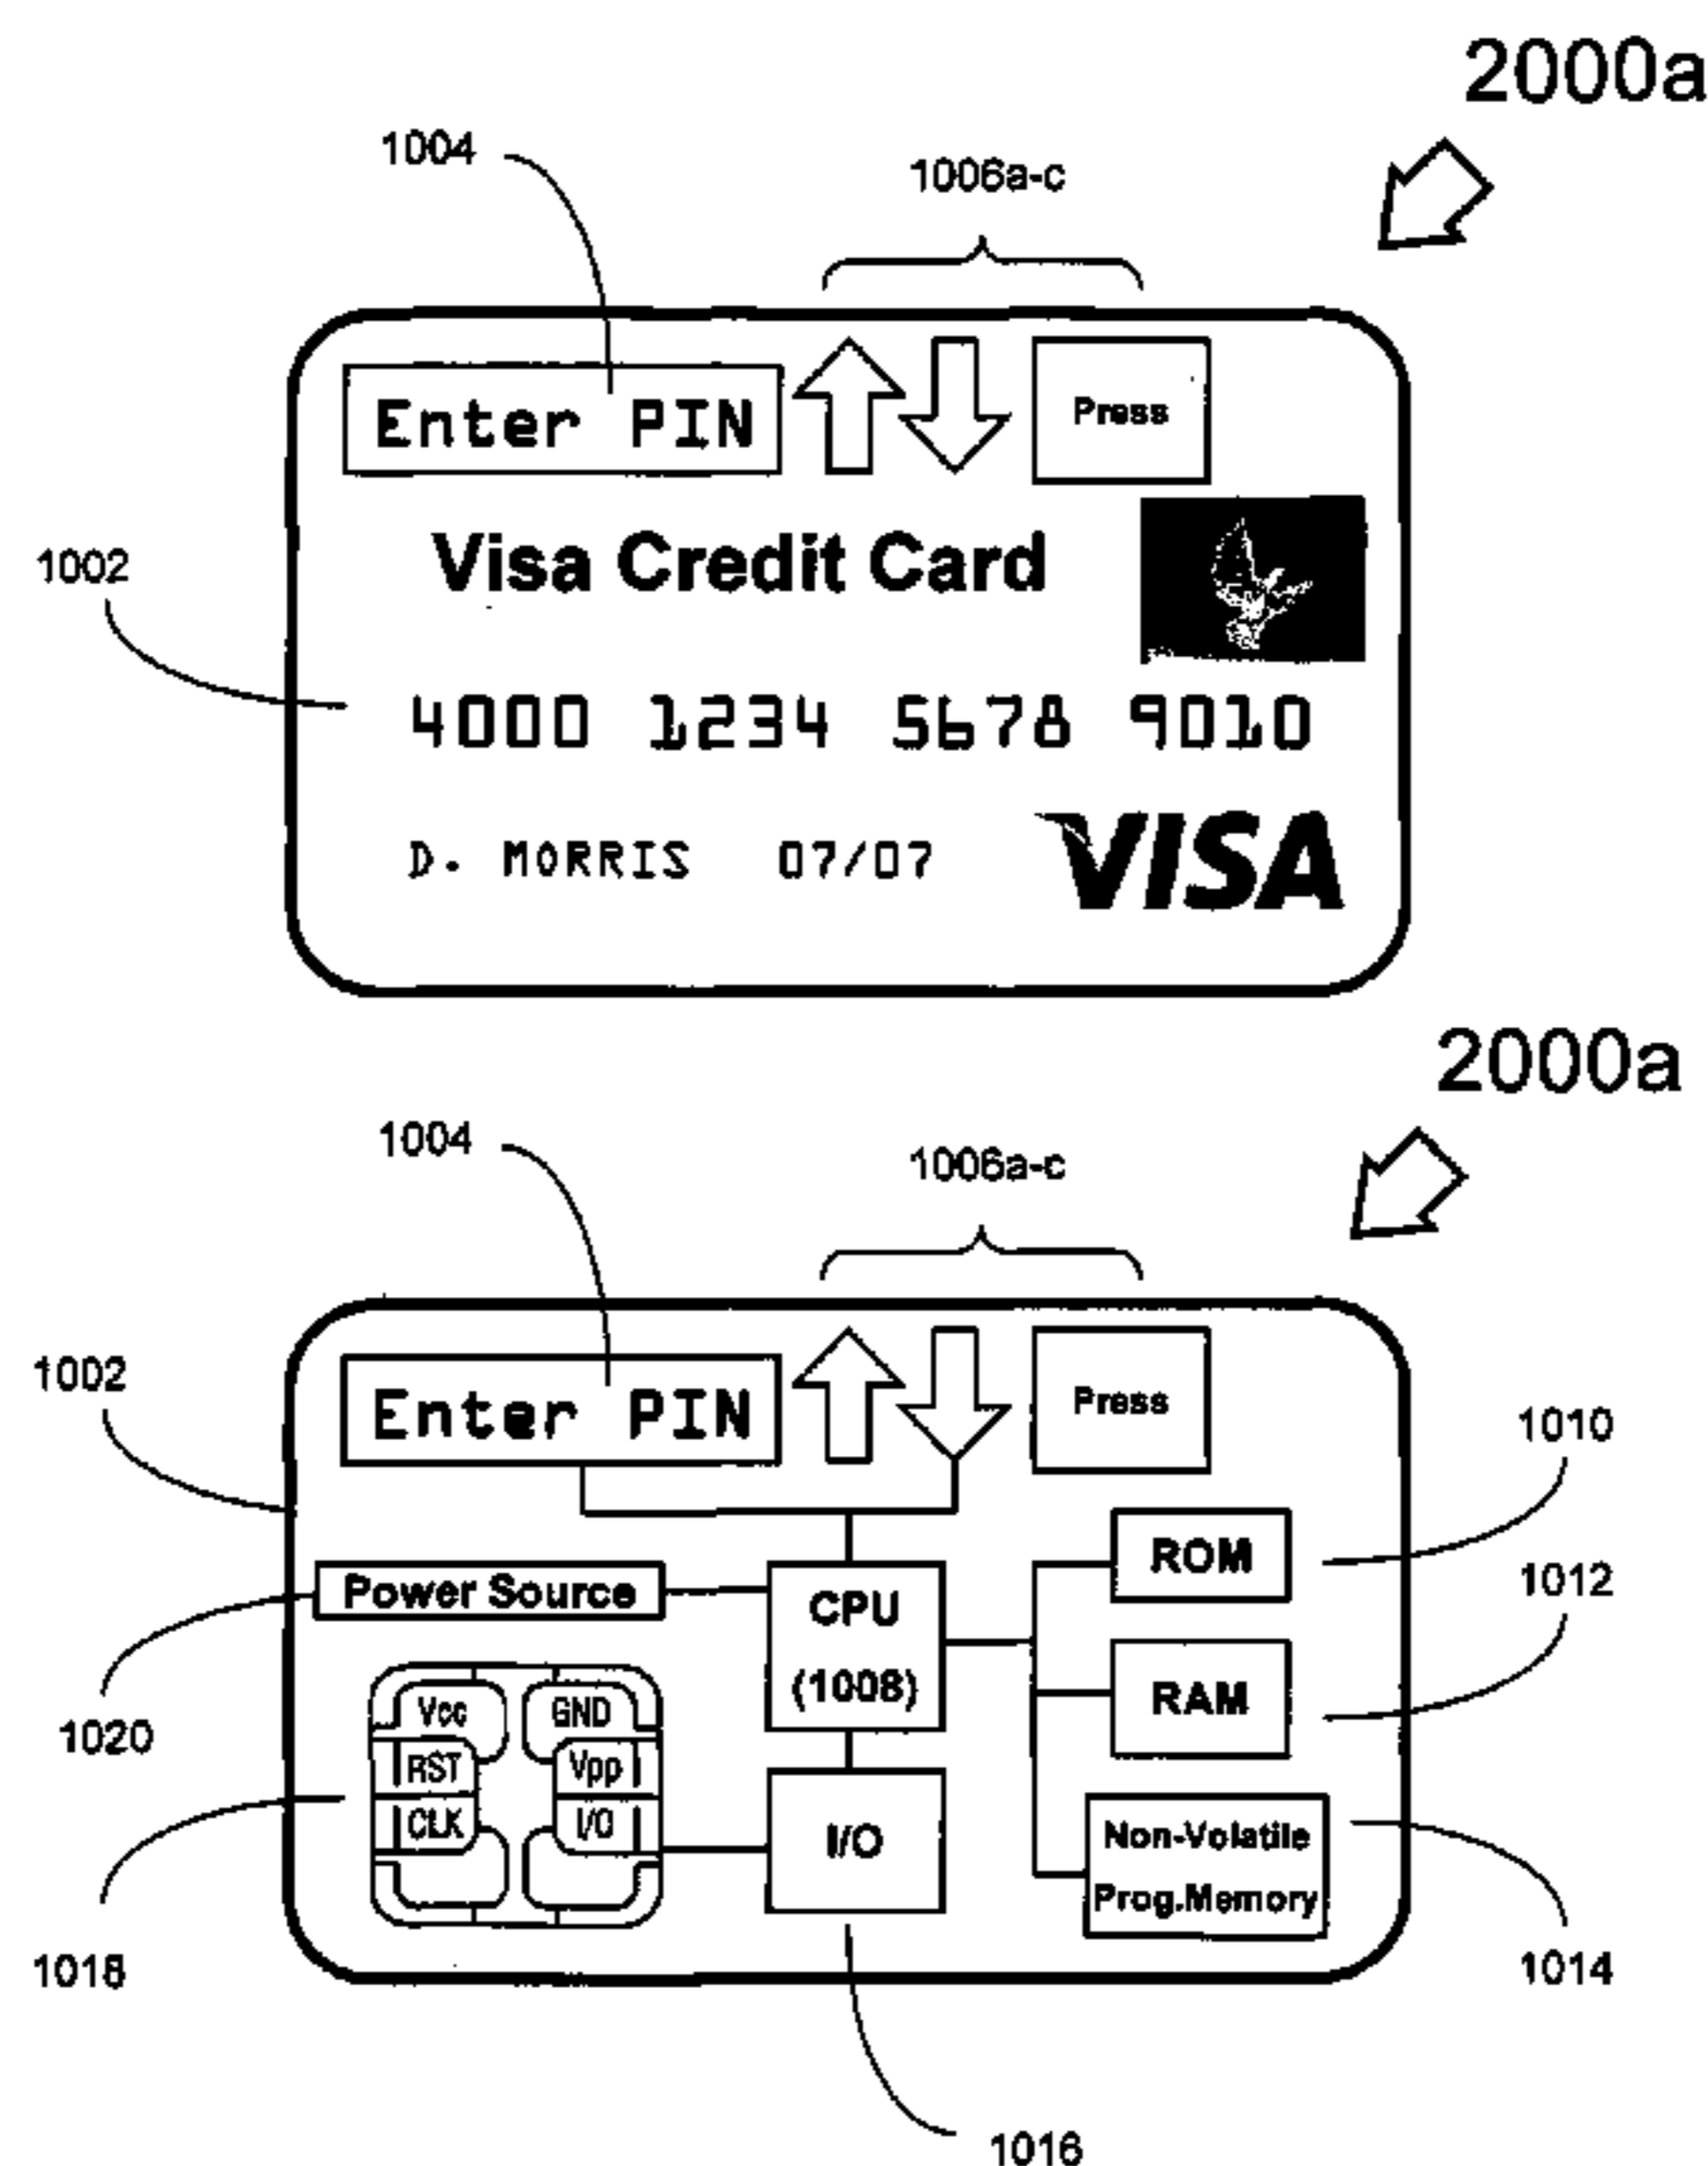 2000a
1004
1006a-c
Enter PIN
Press
Visa Credit Card
1002
4000 1234 5678 9010
D. MORRIS 07/07
VISA
2000a
1004
1006a-c
1002
Enter PIN
Press
1010
ROM
Power Source
CPU
(1008)
1012
RAM
1020
Vcc
GND
RST
Vpp
CLK
I/O
I/O
Non-Volatile
Prog.Memory
1018
1014
1016